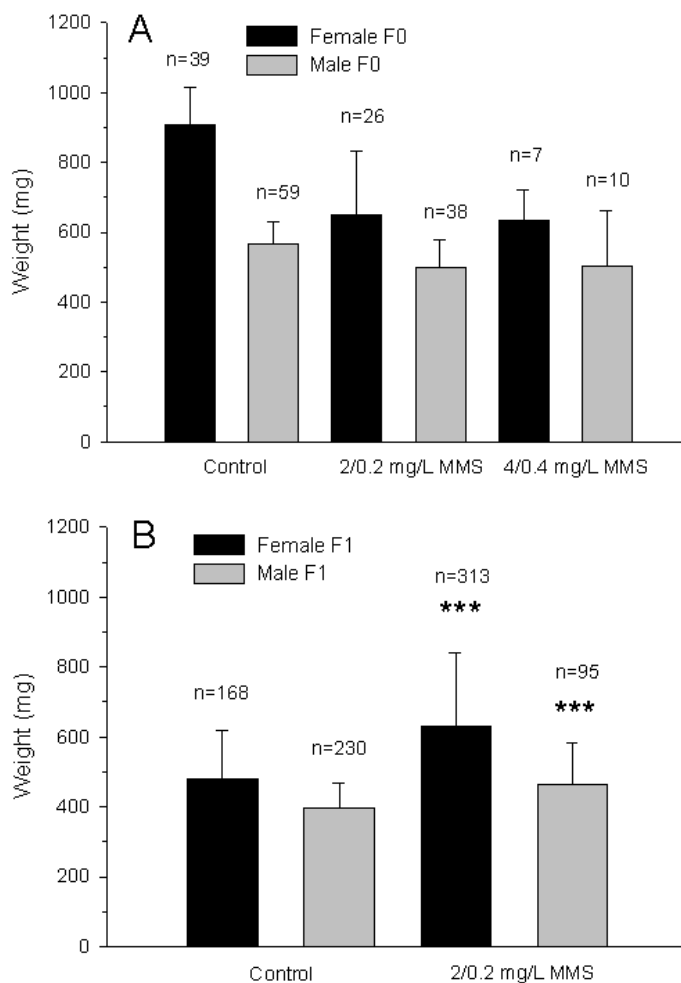 A
Female F0
Male F0
n=39
n=26
n=7
n=10
n=59
n=38
Weight (mg)
1200
1000
800
600
400
200
0
Control
2/0.2 mg/L MMS
4/0.4 mg/L MMS
B
Female F1
Male F1
n=313
***
n=168
n=95
***
n=230
Weight (mg)
1200
1000
800
600
400
200
0
Control
2/0.2 mg/L MMS